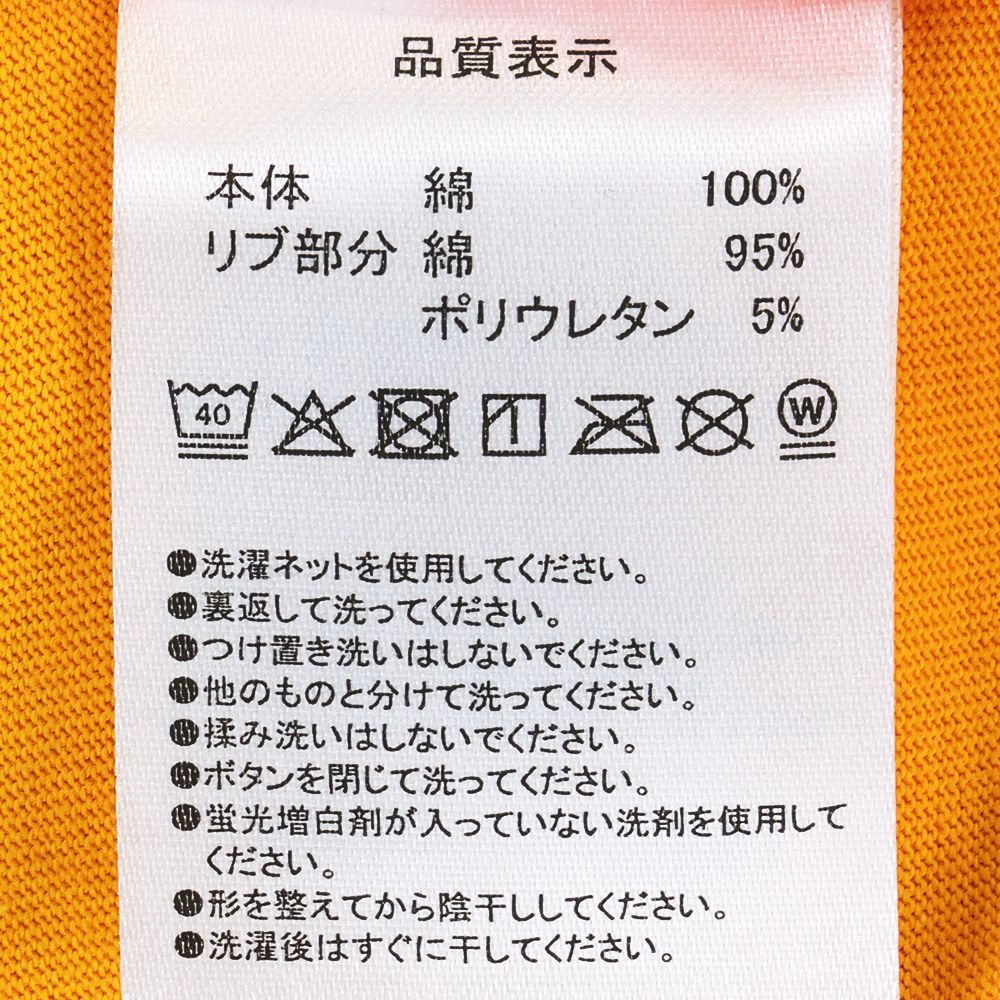 品質表示
本体 綿 100%
リブ部分 綿 95%
ポリウレタン 5%
40 W
●洗濯ネットを使用してください。
●裏返して洗ってください。
●つけ置き洗いはしないでください。
●他のものと分けて洗ってください。
●揉み洗いはしないでください。
●ボタンを閉じて洗ってください。
●蛍光増白剤が入っていない洗剤を使用して
ください。
●形を整えてから陰干ししてください。
●洗濯後はすぐに干してください。